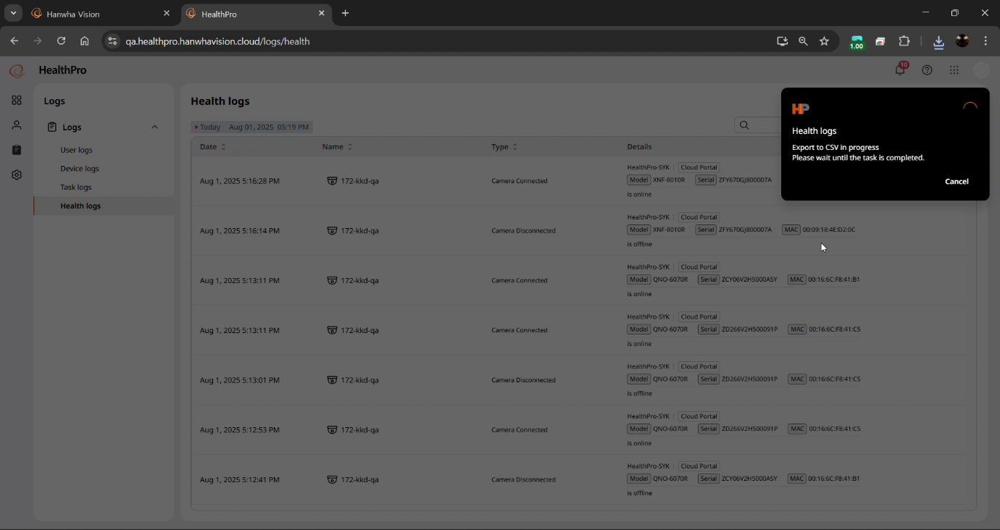 Hanwha Vision
HealthPro
qa.healthpro.hanwhavision.cloud/logs/health
1.00
HealthPro
10
Logs
Logs
User logs
Device logs
Task logs
Health logs
Health logs
Today Aug 01, 2025 05:19 PM
Date Name Type Details
Aug 1, 2025 5:16:28 PM 172-kkd-qa Camera Connected
HealthPro-SYK Cloud Portal
Model XNF-8010R Serial ZFY670GJ800007A
is online
Aug 1, 2025 5:16:14 PM 172-kkd-qa Camera Disconnected
HealthPro-SYK Cloud Portal
Model XNF-8010R Serial ZFY670GJ800007A MAC 00:09:18:4E:D2:0C
is offline
Aug 1, 2025 5:13:11 PM 172-kkd-qa Camera Connected
HealthPro-SYK Cloud Portal
Model QNO-6070R Serial ZCY06V2H5000ASY MAC 00:16:6C:F8:41:B1
is online
Aug 1, 2025 5:13:11 PM 172-kkd-qa Camera Connected
HealthPro-SYK Cloud Portal
Model QNO-6070R Serial ZD266V2H500091P MAC 00:16:6C:F8:41:C5
is online
Aug 1, 2025 5:13:01 PM 172-kkd-qa Camera Disconnected
HealthPro-SYK Cloud Portal
Model QNO-6070R Serial ZD266V2H500091P MAC 00:16:6C:F8:41:C5
is offline
Aug 1, 2025 5:12:53 PM 172-kkd-qa Camera Connected
HealthPro-SYK Cloud Portal
Model QNO-6070R Serial ZD266V2H500091P MAC 00:16:6C:F8:41:C5
is online
Aug 1, 2025 5:12:41 PM 172-kkd-qa Camera Disconnected
HealthPro-SYK Cloud Portal
Model QNO-6070R Serial ZCY06V2H5000ASY MAC 00:16:6C:F8:41:B1
is offline
HP
Health logs
Export to CSV in progress
Please wait until the task is completed.
Cancel